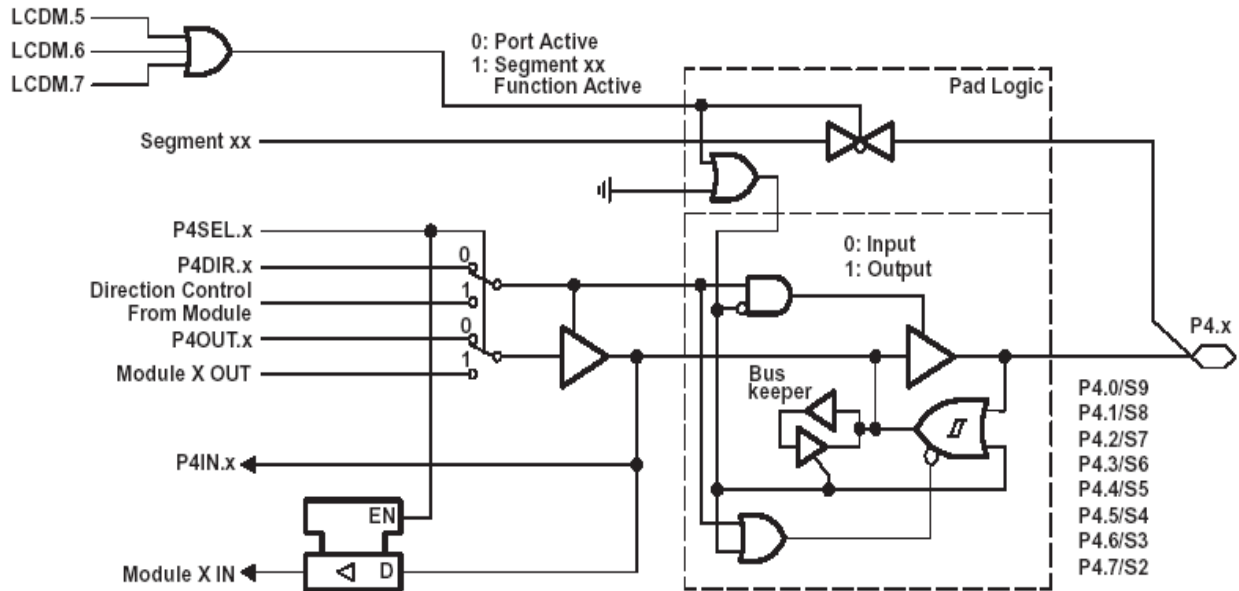 LCDM.5
LCDM.6
LCDM.7
0: Port Active
1: Segment xx
Function Active
Pad Logic
Segment xx
P4SEL.x
0
P4DIR.x
1
Direction Control
From Module
0
P4OUT.x
1
Module X OUT
0: Input
1: Output
P4.x
Bus
keeper
P4.0/S9
P4.1/S8
P4.2/S7
P4.3/S6
P4.4/S5
P4.5/S4
P4.6/S3
P4.7/S2
P4IN.x
EN
D
Module X IN